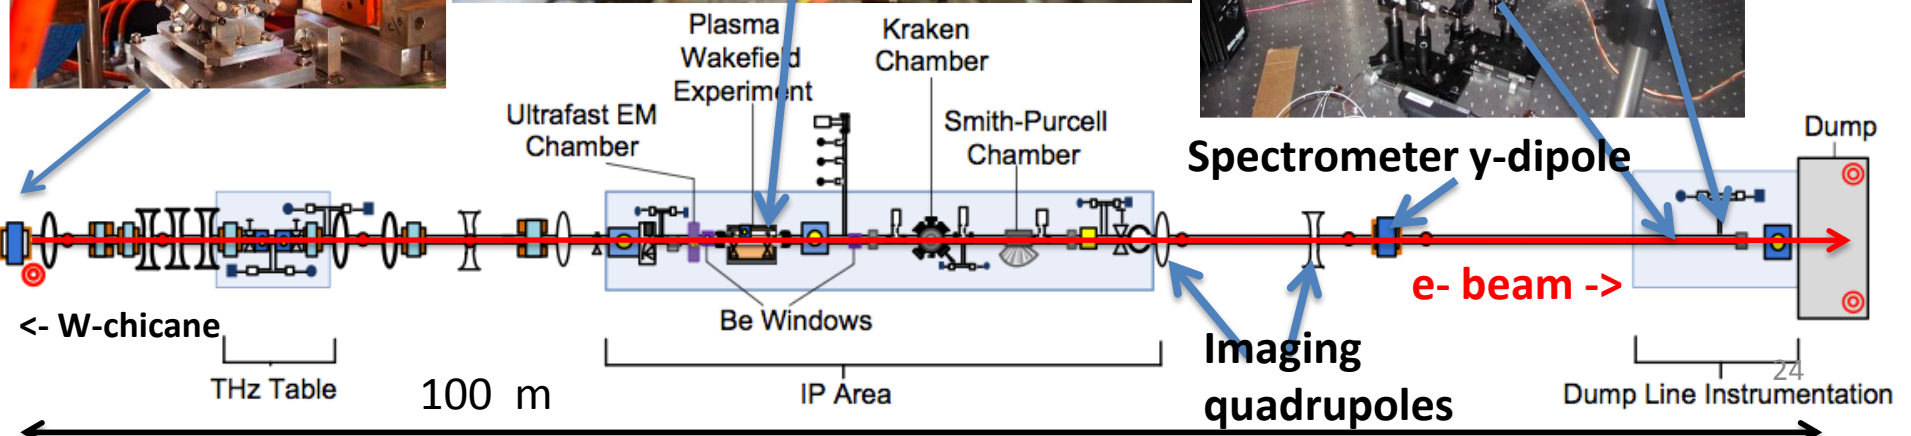 Plasma
Wakefield
Experiment
Kraken
Chamber
Ultrafast EM
Chamber
Smith-Purcell
Chamber
Dump
Spectrometer y-dipole
e- beam ->
<- W-chicane
Be Windows
Imaging
quadrupoles
THz Table
100 m
IP Area
24
Dump Line Instrumentation